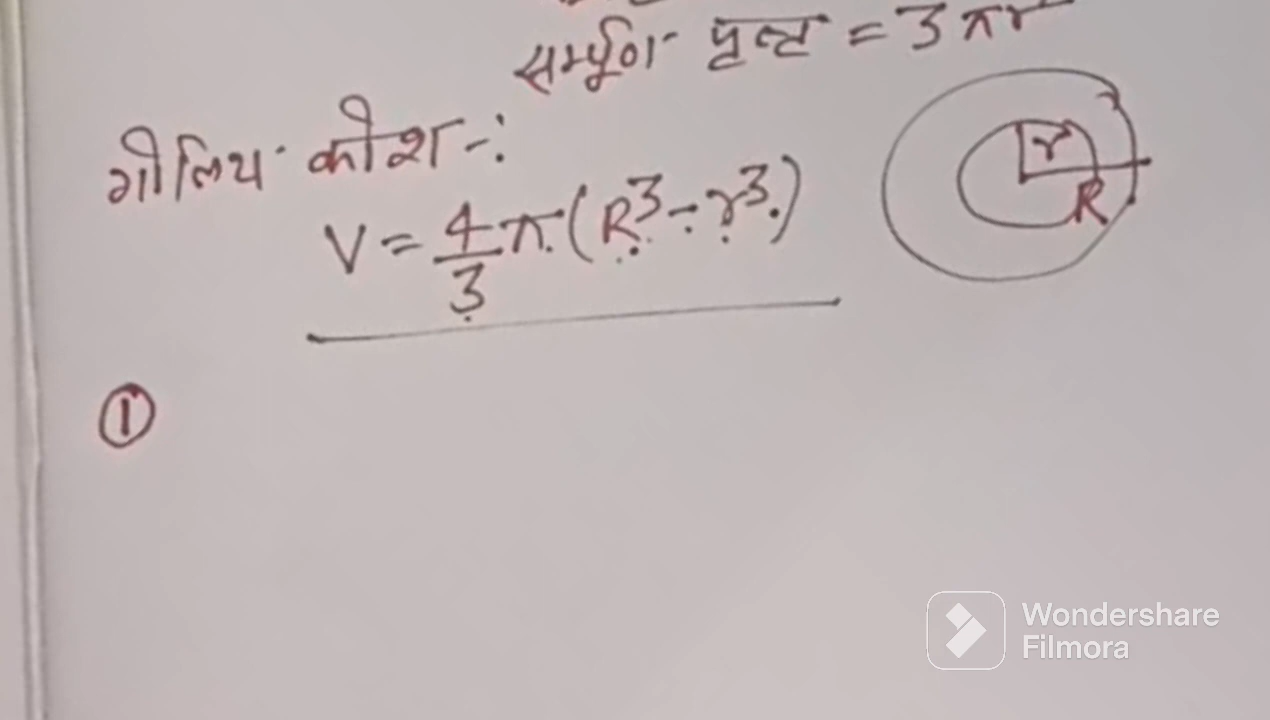 सम्पूर्ण पृष्ठ = 3πr
गोलिय कोश -:
r
R
V = 4/3 π (R³ - r³)
①
Wondershare
Filmora